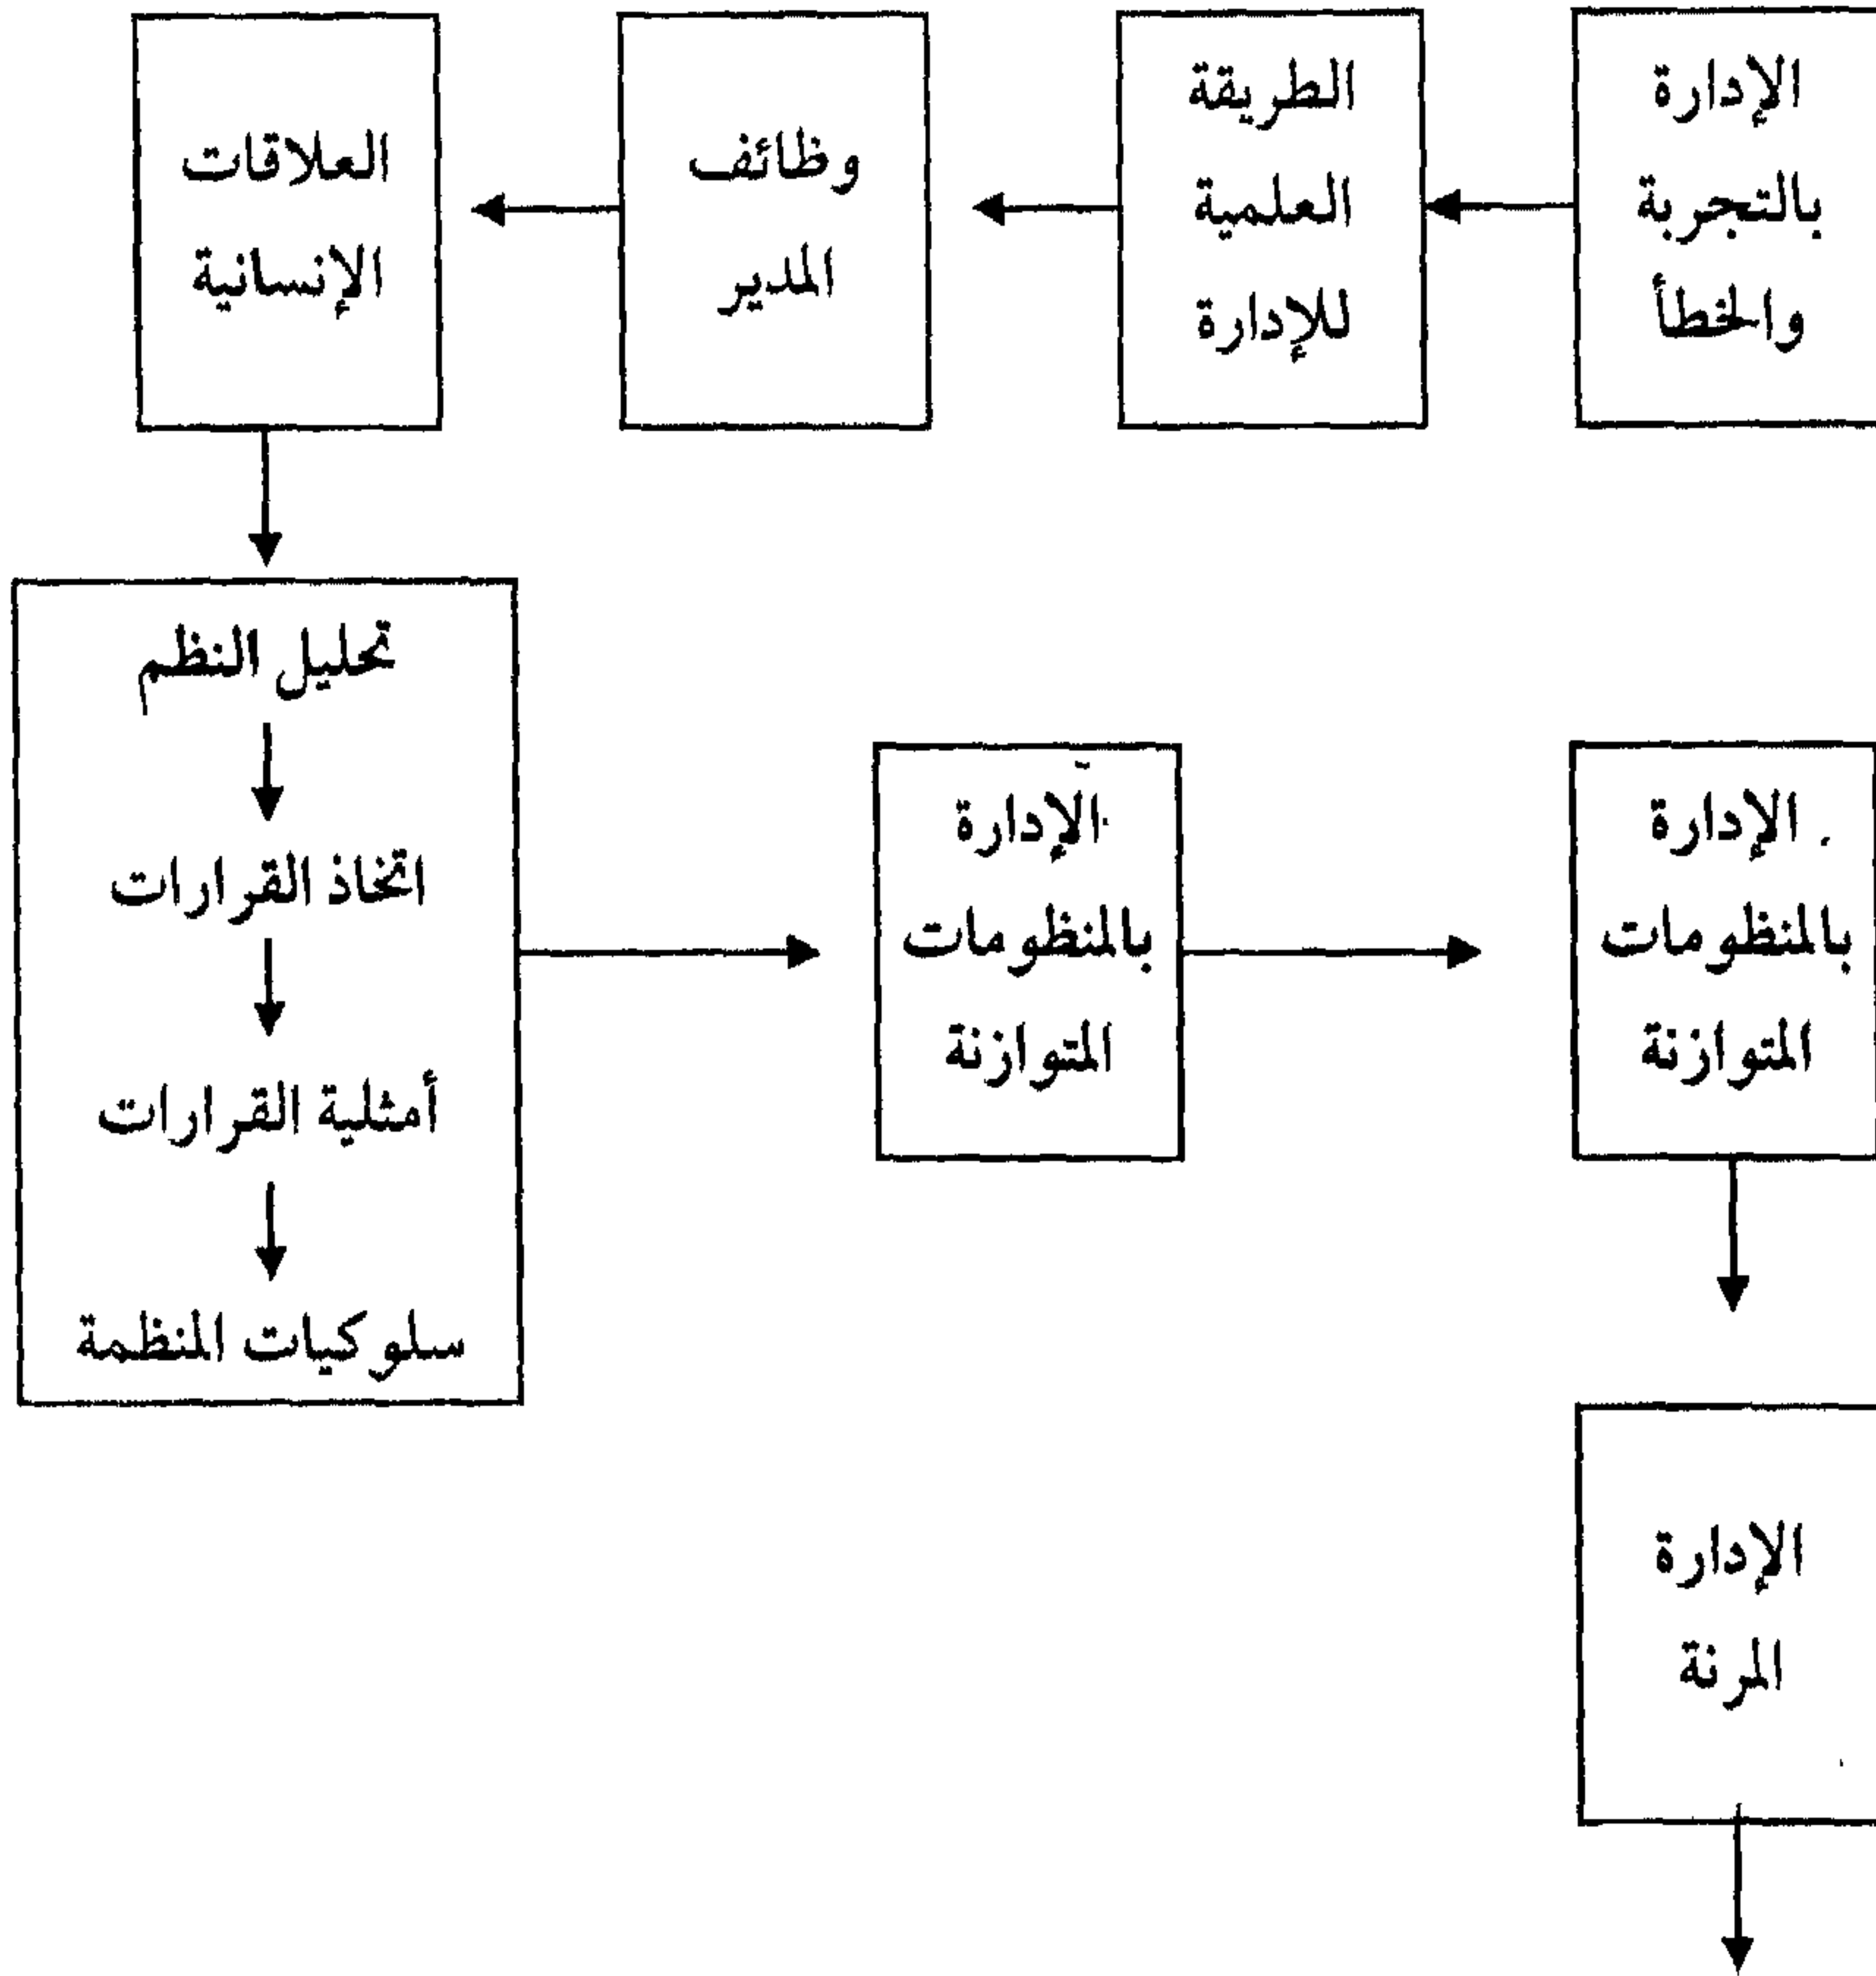 الإدارة
بالتجربة
والخطأ
الطريقة
العلمية
للإدارة
وظائف
المدير
العلاقات
الإنسانية
تحليل النظم
اتخاذ القرارات
أمثلية القرارات
سلوكيات المنظمة
الإدارة
بالمنظومات
المتوازنة
الإدارة
بالمنظومات
المتوازنة
الإدارة
المرنة